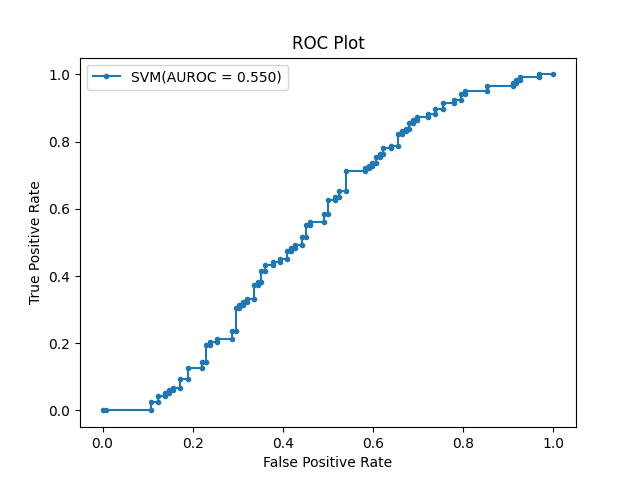 ROC Plot
SVM(AUROC = 0.550)
True Positive Rate
1.0
0.8
0.6
0.4
0.2
0.0
0.0 0.2 0.4 0.6 0.8 1.0
False Positive Rate